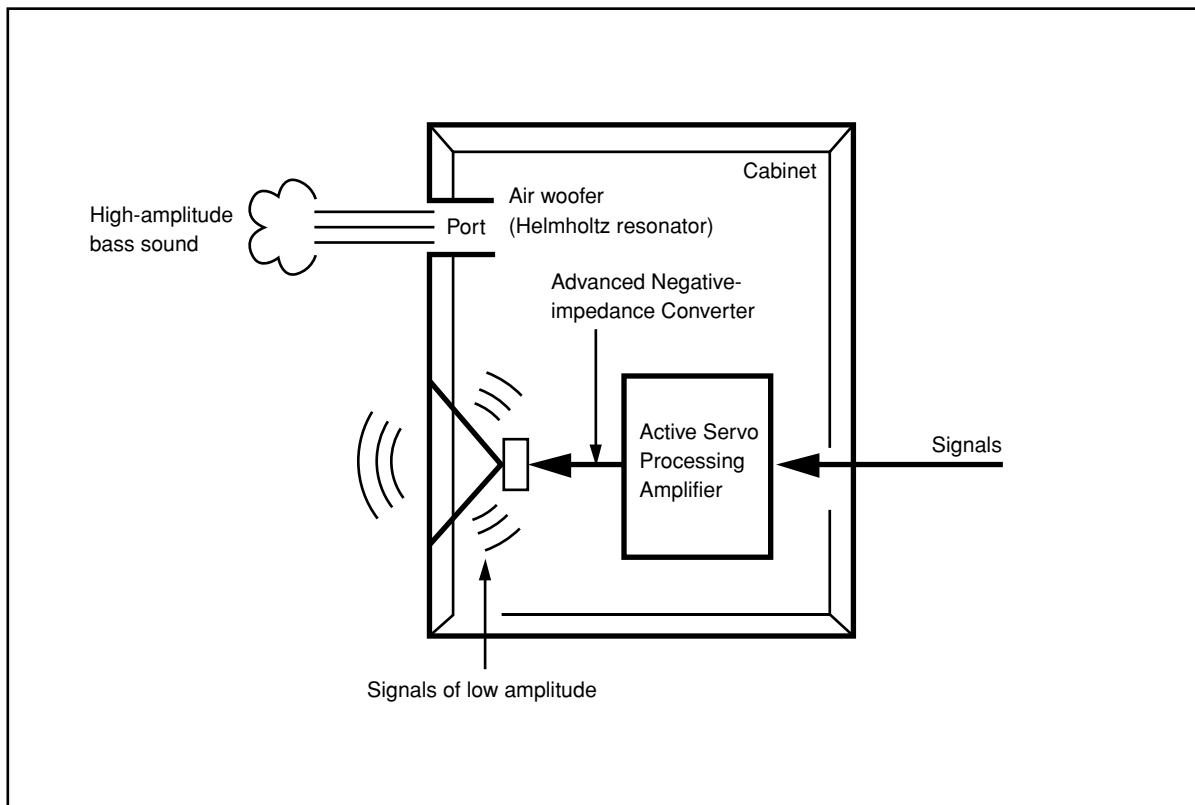 Cabinet
Air woofer
(Helmholtz resonator)
High-amplitude
bass sound
Port
Advanced Negative-
impedance Converter
Active Servo
Processing
Amplifier
Signals
Signals of low amplitude